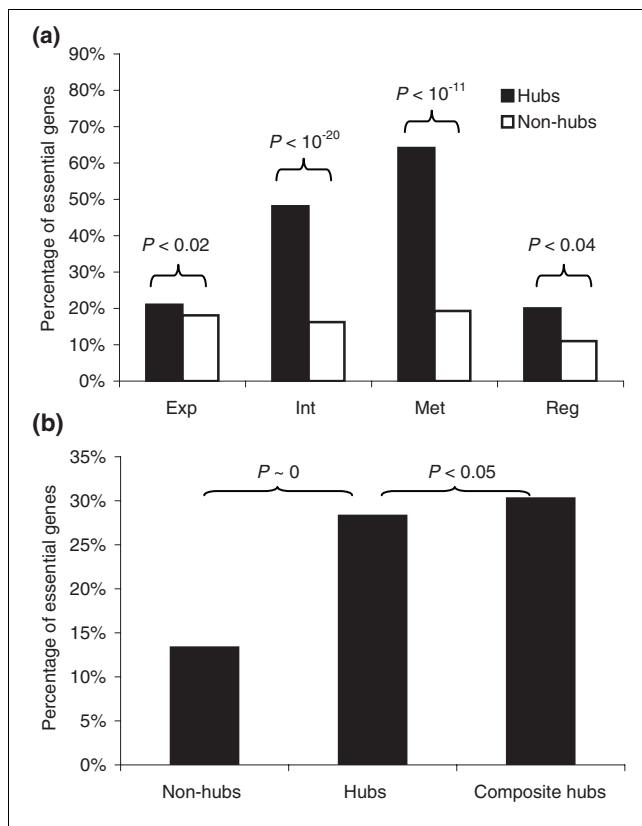 (a)
Percentage of essential genes
90%
80%
70%
60%
50%
40%
30%
20%
10%
0%
P < 0.02
P < 10^-20
P < 10^-11
P < 0.04
Hubs
Non-hubs
Exp Int Met Reg
(b)
Percentage of essential genes
35%
30%
25%
20%
15%
10%
5%
0%
P ~ 0
P < 0.05
Non-hubs Hubs Composite hubs